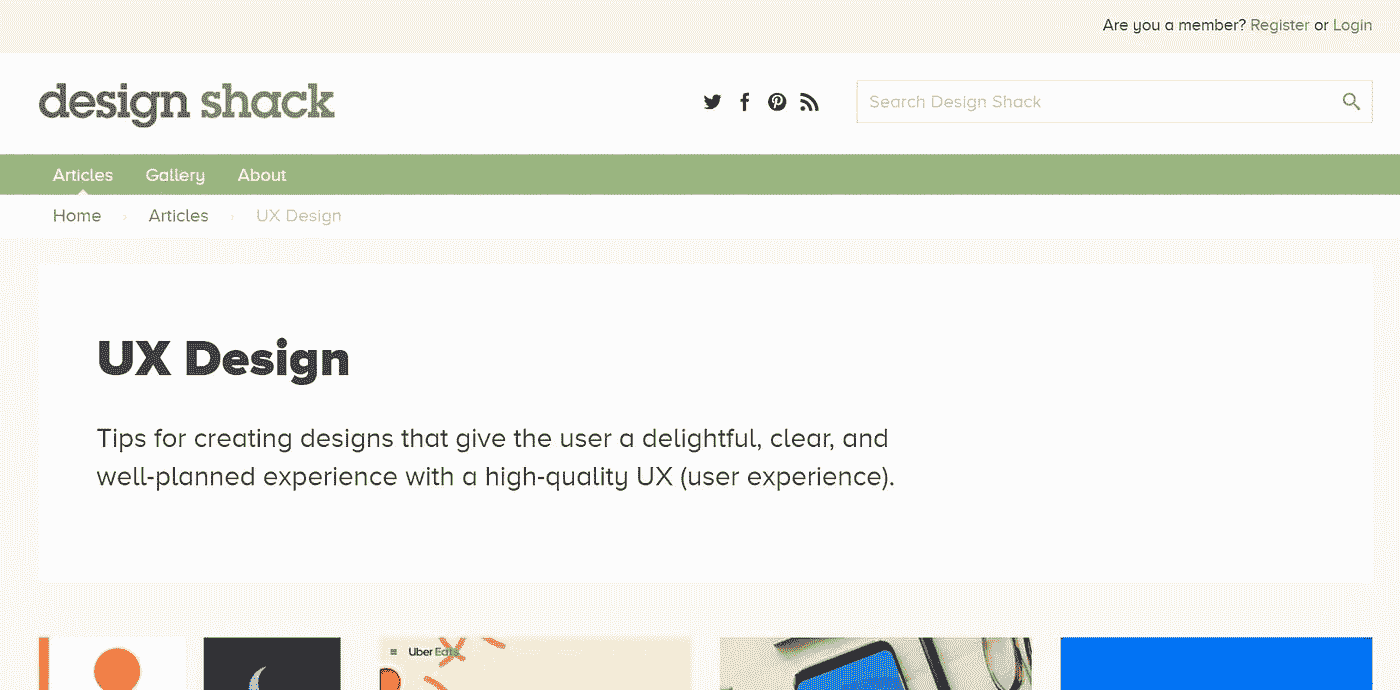 Are you a member? Register or Login
design shack
Search Design Shack
Articles Gallery About
Home › Articles › UX Design
UX Design
Tips for creating designs that give the user a delightful, clear, and
well-planned experience with a high-quality UX (user experience).
Uber Eats